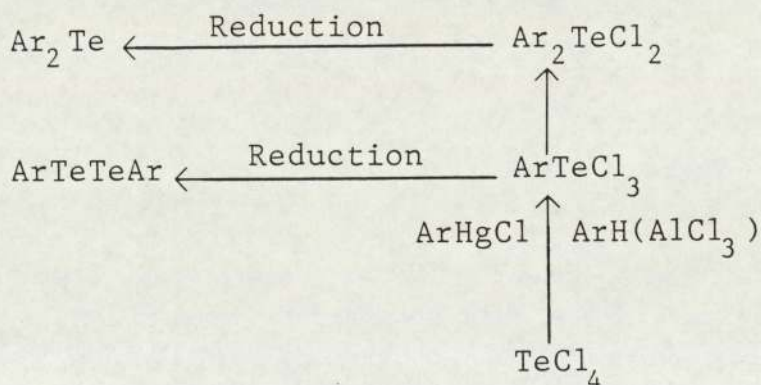 Ar₂Te Reduction Ar₂TeCl₂
ArTeTeAr Reduction ArTeCl₃
ArHgCl ArH(AlCl₃)
TeCl₄